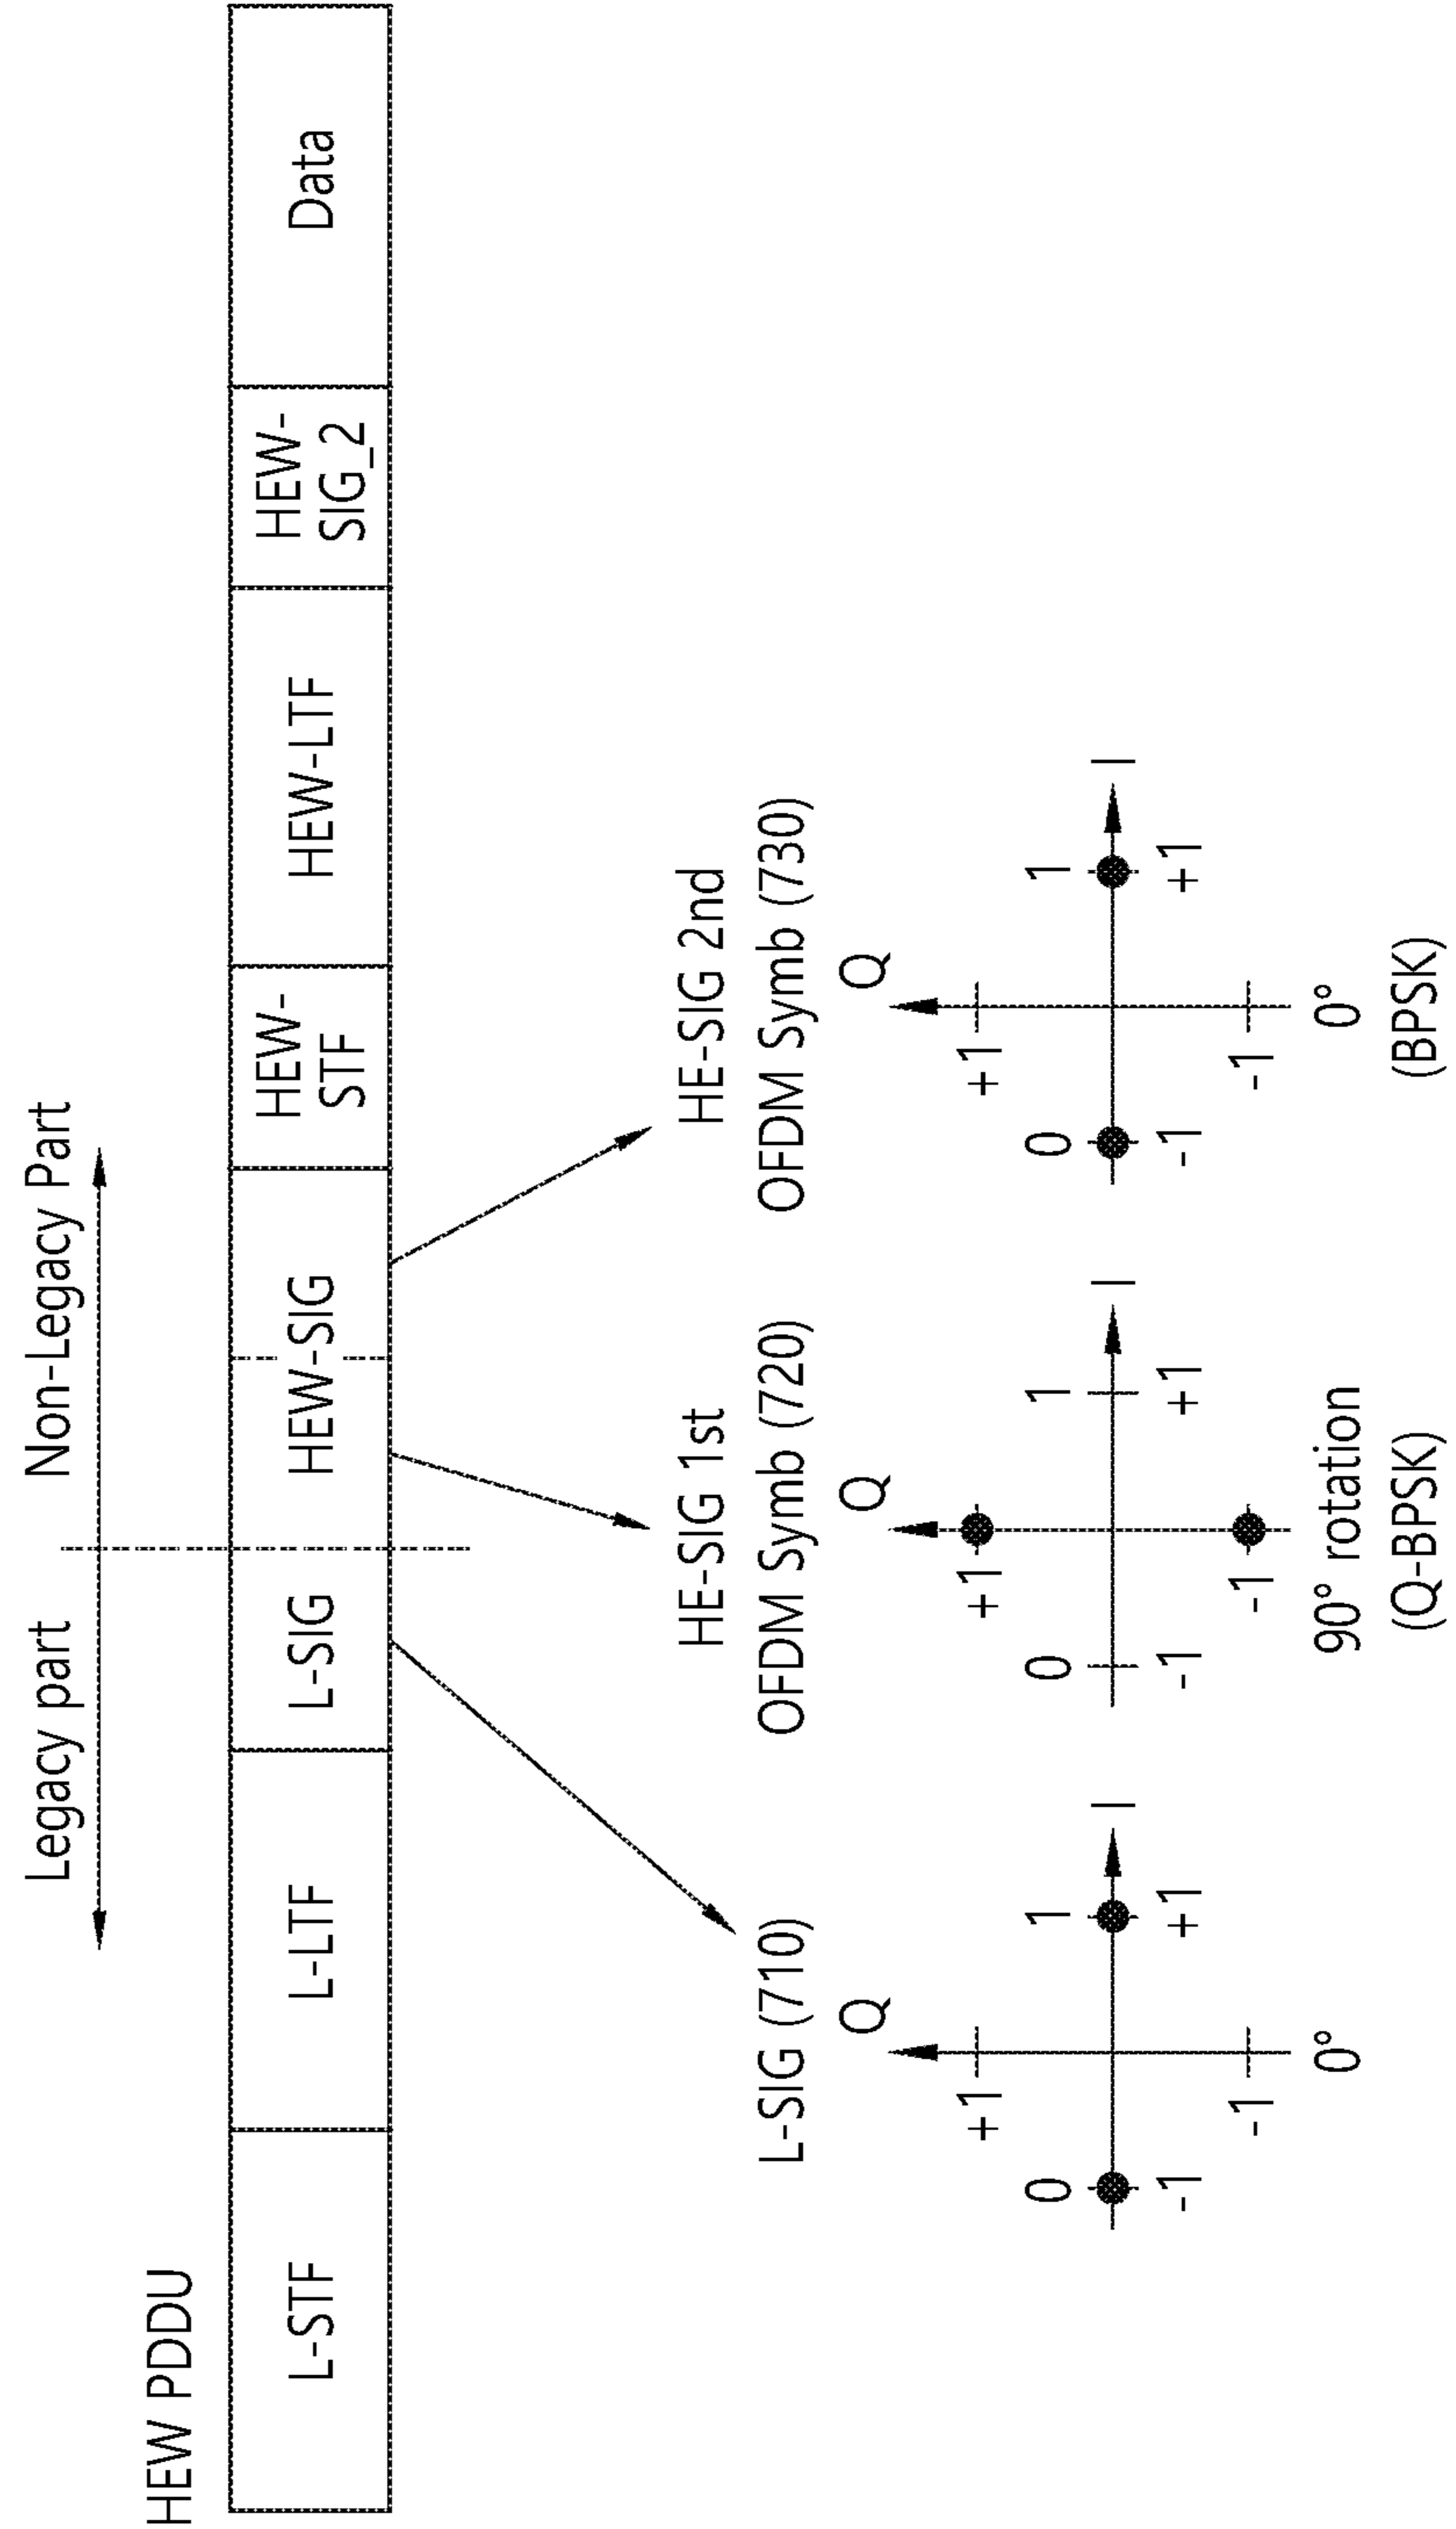 Legacy part
Non-Legacy Part
HEW PDDU
L-STF
L-LTF
L-SIG
HEW-SIG
HEW-
STF
HEW-LTF
HEW-
SIG_2
Data
L-SIG (710)
Q
+1
0
1
I
-1
+1
-1
0°
HE-SIG 1st
OFDM Symb (720)
Q
+1
0
1
I
-1
+1
-1
90° rotation
(Q-BPSK)
HE-SIG 2nd
OFDM Symb (730)
Q
+1
0
1
I
-1
+1
-1
0°
(BPSK)